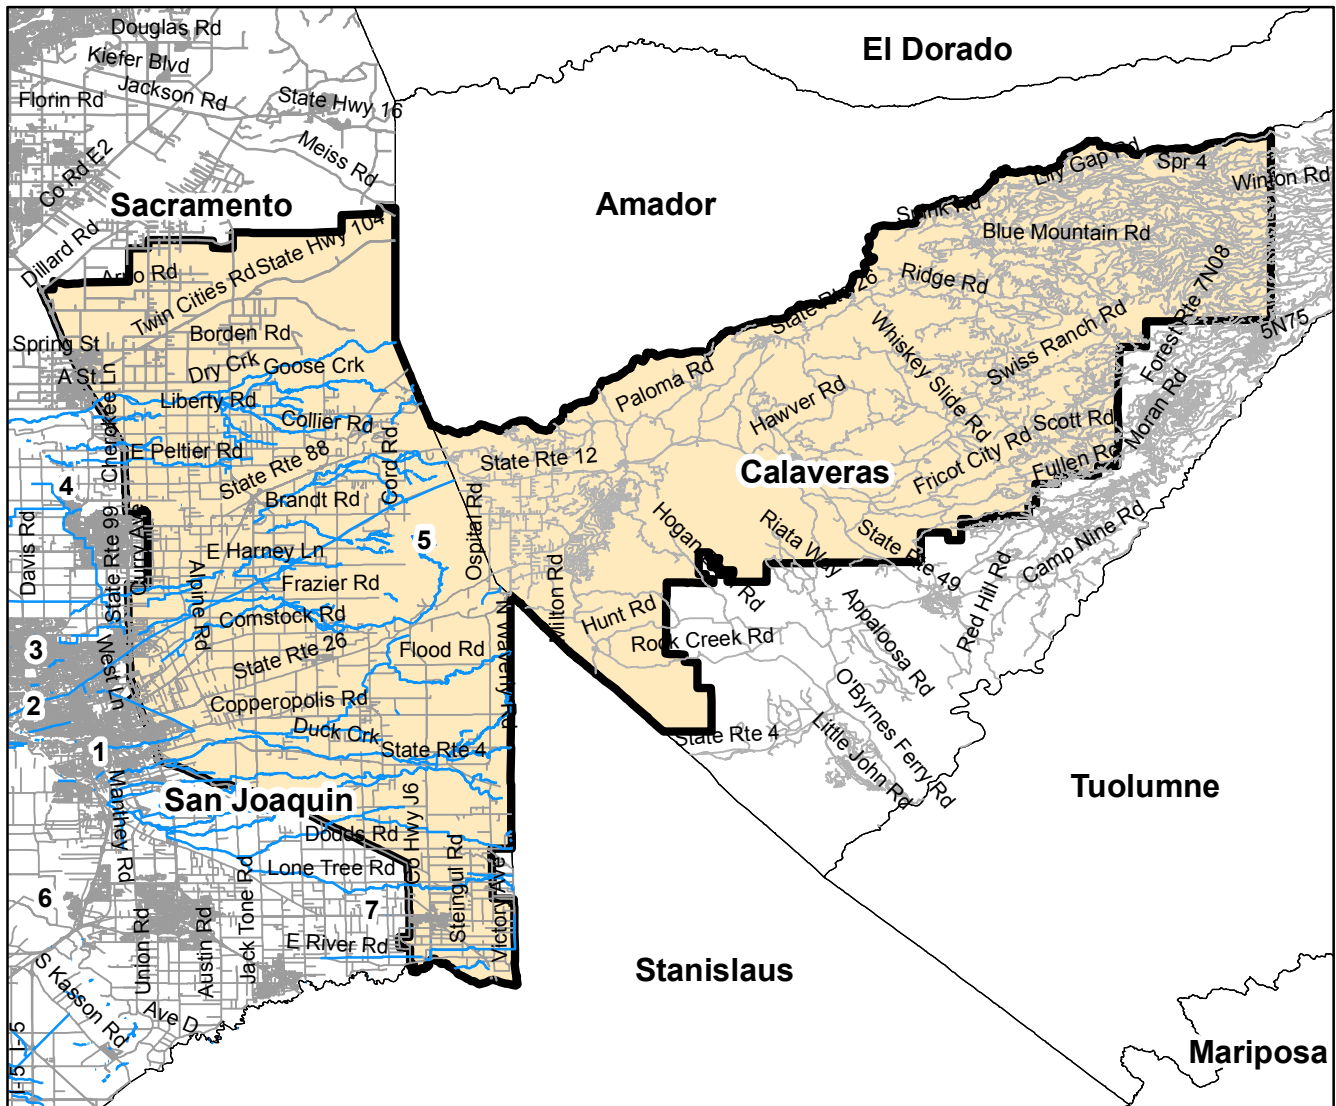 Douglas Rd
El Dorado
Kiefer Blvd
Jackson Rd
Florin Rd
State Hwy 16
Meiss Rd
Co Rd E2
Lily Gap Rd
Spr 4
Winton Rd
Sacramento
Amador
Blue Mountain Rd
Dillard Rd
State Hwy 104
Twin Cities Rd
Ridge Rd
State Rte 26
Forest Rte 7N08
Borden Rd
Spring St
Whiskey Slide Rd
Swiss Ranch Rd
5N75
Dry Crk
Goose Crk
A St
Paloma Rd
Moran Rd
Liberty Rd
Hawver Rd
Cherokee Ln
Collier Rd
Scott Rd
E Peltier Rd
Cord Rd
State Rte 12
Fricot City Rd
Fullen Rd
State Rte 88
Calaveras
4
Brandt Rd
Ospital Rd
Camp Nine Rd
State Rte 99
Curry Ave
Davis Rd
E Harney Ln
5
Hogan
Rd
Riata Way
State Rte 49
Frazier Rd
Alpine Rd
Milton Rd
Red Hill Rd
Comstock Rd
Hunt Rd
Appaloosa Rd
3
West Ln
State Rte 26
Flood Rd
N Waverly Rd
Rock Creek Rd
2
Copperopolis Rd
O'Byrnes Ferry Rd
Duck Crk
State Rte 4
State Rte 4
Little John Rd
1
Tuolumne
Manthey Rd
San Joaquin
Co Hwy J6
Dodds Rd
Lone Tree Rd
Steingul Rd
Victory Ave
6
7
Union Rd
Austin Rd
Jack Tone Rd
E River Rd
Stanislaus
S Kasson Rd
Ave D
I-5
I-5
Mariposa